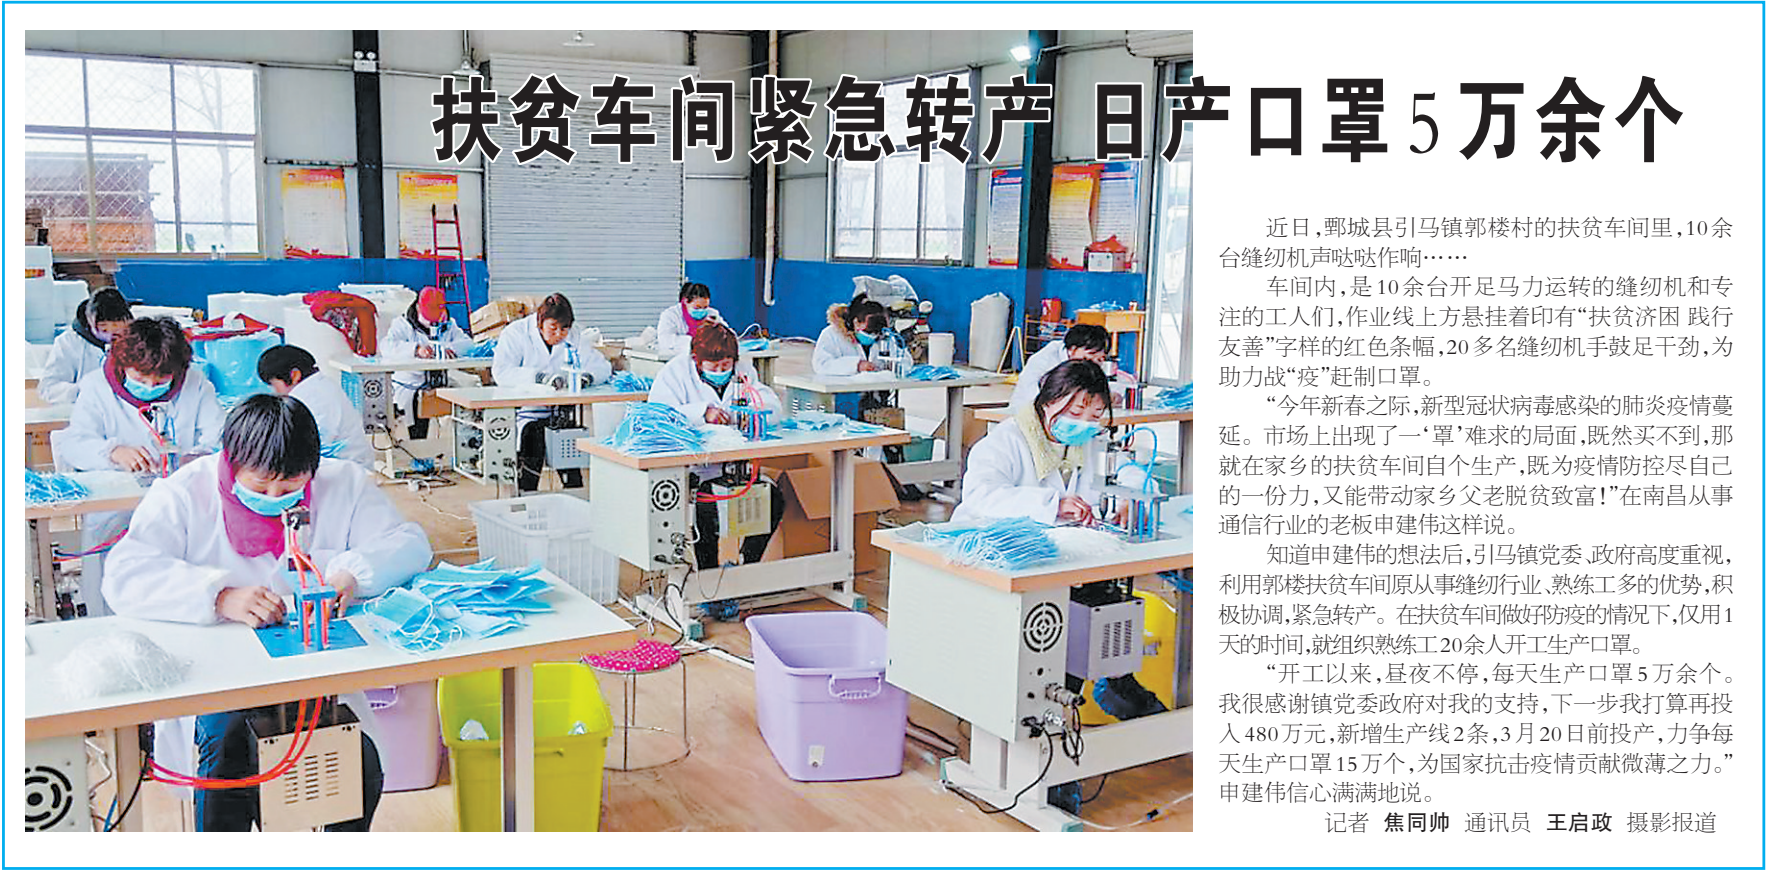 扶贫车间紧急转产 日产口罩5万余个
近日,鄄城县引马镇郭楼村的扶贫车间里,10余
台缝纫机声哒哒作响……
车间内,是10余台开足马力运转的缝纫机和专
注的工人们,作业线上方悬挂着印有“扶贫济困 践行
友善”字样的红色条幅,20多名缝纫机手鼓足干劲,为
助力战“疫”赶制口罩。
“今年新春之际,新型冠状病毒感染的肺炎疫情蔓
延。市场上出现了一‘罩’难求的局面,既然买不到,那
就在家乡的扶贫车间自个生产,既为疫情防控尽自己
的一份力,又能带动家乡父老脱贫致富!”在南昌从事
通信行业的老板申建伟这样说。
知道申建伟的想法后,引马镇党委、政府高度重视,
利用郭楼扶贫车间原从事缝纫行业、熟练工多的优势,积
极协调,紧急转产。在扶贫车间做好防疫的情况下,仅用1
天的时间,就组织熟练工20余人开工生产口罩。
“开工以来,昼夜不停,每天生产口罩5万余个。
我很感谢镇党委政府对我的支持,下一步我打算再投
入480万元,新增生产线2条,3月20日前投产,力争每
天生产口罩15万个,为国家抗击疫情贡献微薄之力。”
申建伟信心满满地说。
记者 焦同帅 通讯员 王启政 摄影报道